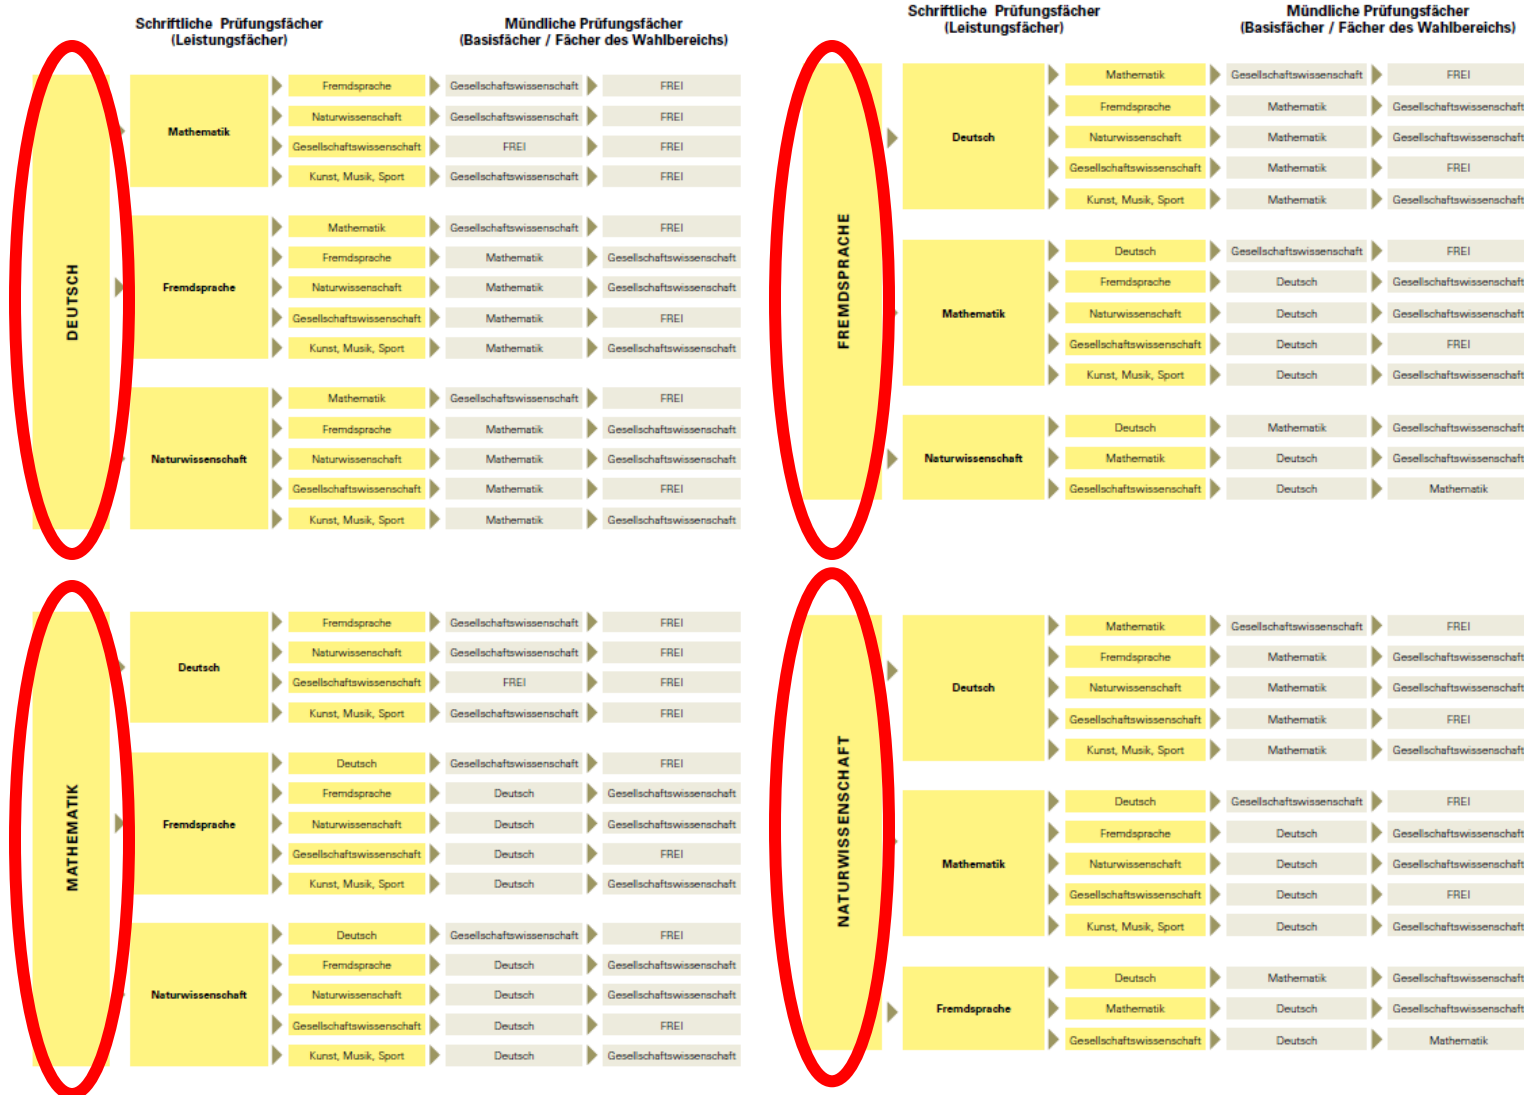 Schriftliche Prüfungsfächer
(Leistungsfächer)
Mündliche Prüfungsfächer
(Basisfächer / Fächer des Wahlbereichs)
DEUTSCH
Mathematik
Fremdsprache Gesellschaftswissenschaft FREI
Naturwissenschaft Gesellschaftswissenschaft FREI
Gesellschaftswissenschaft FREI FREI
Kunst, Musik, Sport Gesellschaftswissenschaft FREI
Fremdsprache
Mathematik Gesellschaftswissenschaft FREI
Fremdsprache Mathematik Gesellschaftswissenschaft
Naturwissenschaft Mathematik Gesellschaftswissenschaft
Gesellschaftswissenschaft Mathematik FREI
Kunst, Musik, Sport Mathematik Gesellschaftswissenschaft
Naturwissenschaft
Mathematik Gesellschaftswissenschaft FREI
Fremdsprache Mathematik Gesellschaftswissenschaft
Naturwissenschaft Mathematik Gesellschaftswissenschaft
Gesellschaftswissenschaft Mathematik FREI
Kunst, Musik, Sport Mathematik Gesellschaftswissenschaft
Schriftliche Prüfungsfächer
(Leistungsfächer)
Mündliche Prüfungsfächer
(Basisfächer / Fächer des Wahlbereichs)
FREMDSPRACHE
Deutsch
Mathematik Gesellschaftswissenschaft FREI
Fremdsprache Mathematik Gesellschaftswissenschaft
Naturwissenschaft Mathematik Gesellschaftswissenschaft
Gesellschaftswissenschaft Mathematik FREI
Kunst, Musik, Sport Mathematik Gesellschaftswissenschaft
Mathematik
Deutsch Gesellschaftswissenschaft FREI
Fremdsprache Deutsch Gesellschaftswissenschaft
Naturwissenschaft Deutsch Gesellschaftswissenschaft
Gesellschaftswissenschaft Deutsch FREI
Kunst, Musik, Sport Deutsch Gesellschaftswissenschaft
Naturwissenschaft
Deutsch Mathematik Gesellschaftswissenschaft
Mathematik Deutsch Gesellschaftswissenschaft
Gesellschaftswissenschaft Deutsch Mathematik
MATHEMATIK
Deutsch
Fremdsprache Gesellschaftswissenschaft FREI
Naturwissenschaft Gesellschaftswissenschaft FREI
Gesellschaftswissenschaft FREI FREI
Kunst, Musik, Sport Gesellschaftswissenschaft FREI
Fremdsprache
Deutsch Gesellschaftswissenschaft FREI
Fremdsprache Deutsch Gesellschaftswissenschaft
Naturwissenschaft Deutsch Gesellschaftswissenschaft
Gesellschaftswissenschaft Deutsch FREI
Kunst, Musik, Sport Deutsch Gesellschaftswissenschaft
Naturwissenschaft
Deutsch Gesellschaftswissenschaft FREI
Fremdsprache Deutsch Gesellschaftswissenschaft
Naturwissenschaft Deutsch Gesellschaftswissenschaft
Gesellschaftswissenschaft Deutsch FREI
Kunst, Musik, Sport Deutsch Gesellschaftswissenschaft
NATURWISSENSCHAFT
Deutsch
Mathematik Gesellschaftswissenschaft FREI
Fremdsprache Mathematik Gesellschaftswissenschaft
Naturwissenschaft Mathematik Gesellschaftswissenschaft
Gesellschaftswissenschaft Mathematik FREI
Kunst, Musik, Sport Mathematik Gesellschaftswissenschaft
Mathematik
Deutsch Gesellschaftswissenschaft FREI
Fremdsprache Deutsch Gesellschaftswissenschaft
Naturwissenschaft Deutsch Gesellschaftswissenschaft
Gesellschaftswissenschaft Deutsch FREI
Kunst, Musik, Sport Deutsch Gesellschaftswissenschaft
Fremdsprache
Deutsch Mathematik Gesellschaftswissenschaft
Mathematik Deutsch Gesellschaftswissenschaft
Gesellschaftswissenschaft Deutsch Mathematik